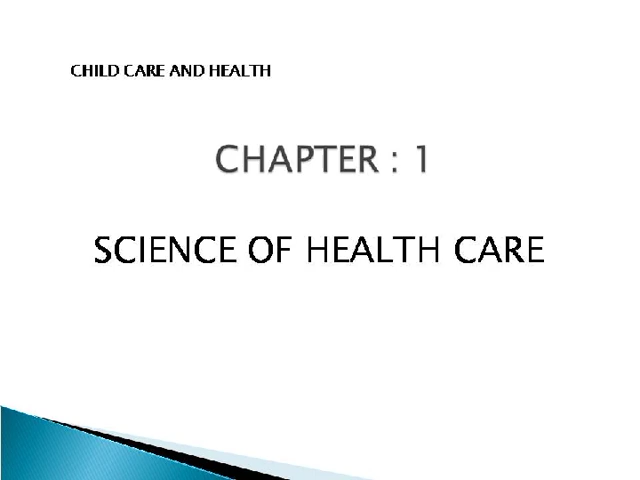 CHILD CARE AND HEALTH
CHAPTER : 1
SCIENCE OF HEALTH CARE